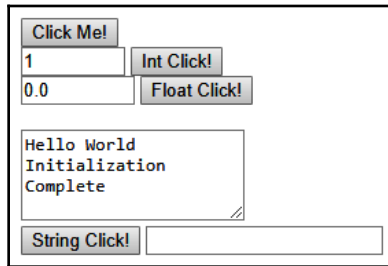 Click Me!
1 Int Click!
0.0 Float Click!
Hello World
Initialization
Complete
String Click!